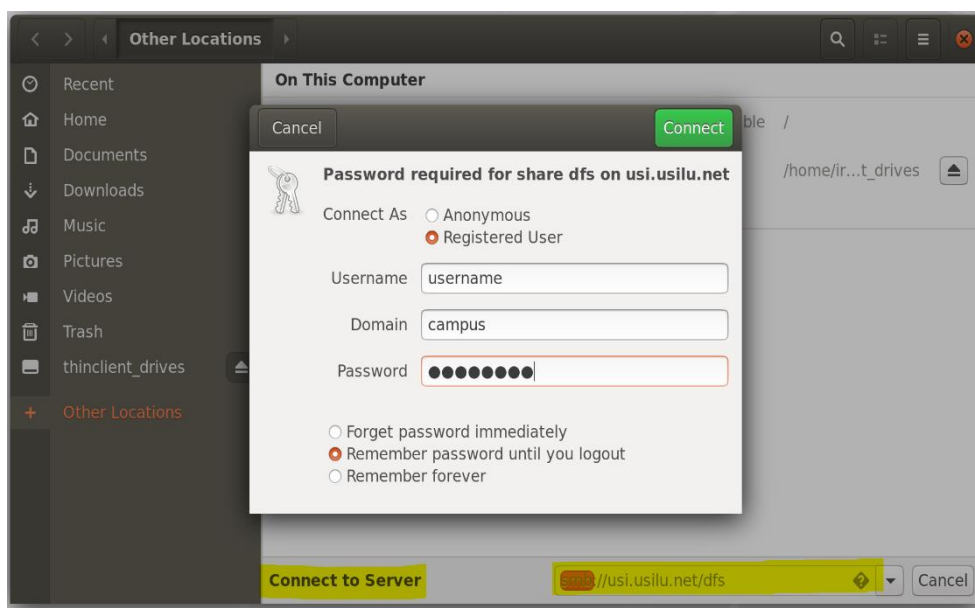 Other Locations
Recent
Home
Documents
Downloads
Music
Pictures
Videos
Trash
thinclient_drives
Other Locations
On This Computer
ble /
/home/ir...t_drives
Cancel
Connect
Password required for share dfs on usi.usilu.net
Connect As
Anonymous
Registered User
Username username
Domain campus
Password ●●●●●●●●
Forget password immediately
Remember password until you logout
Remember forever
Connect to Server
smb://usi.usilu.net/dfs
Cancel